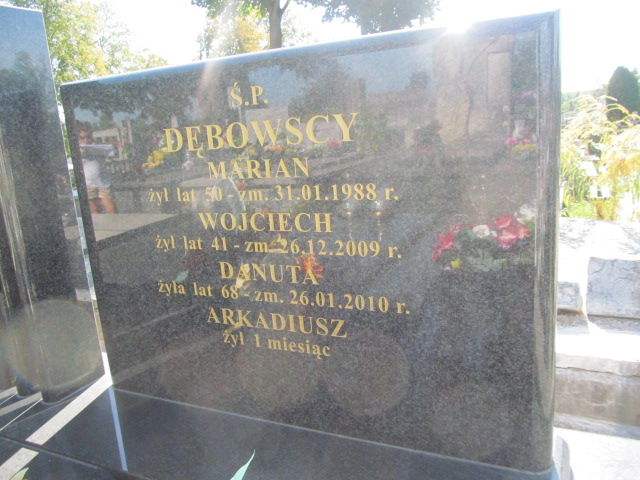 Ś.P.
DĘBOWSCY
MARIAN
żył lat 50 - zm. 31.01.1988 r.
WOJCIECH
żył lat 41 - zm. 26.12.2009 r.
DANUTA
żyła lat 68 - zm. 26.01.2010 r.
ARKADIUSZ
żył 1 miesiąc